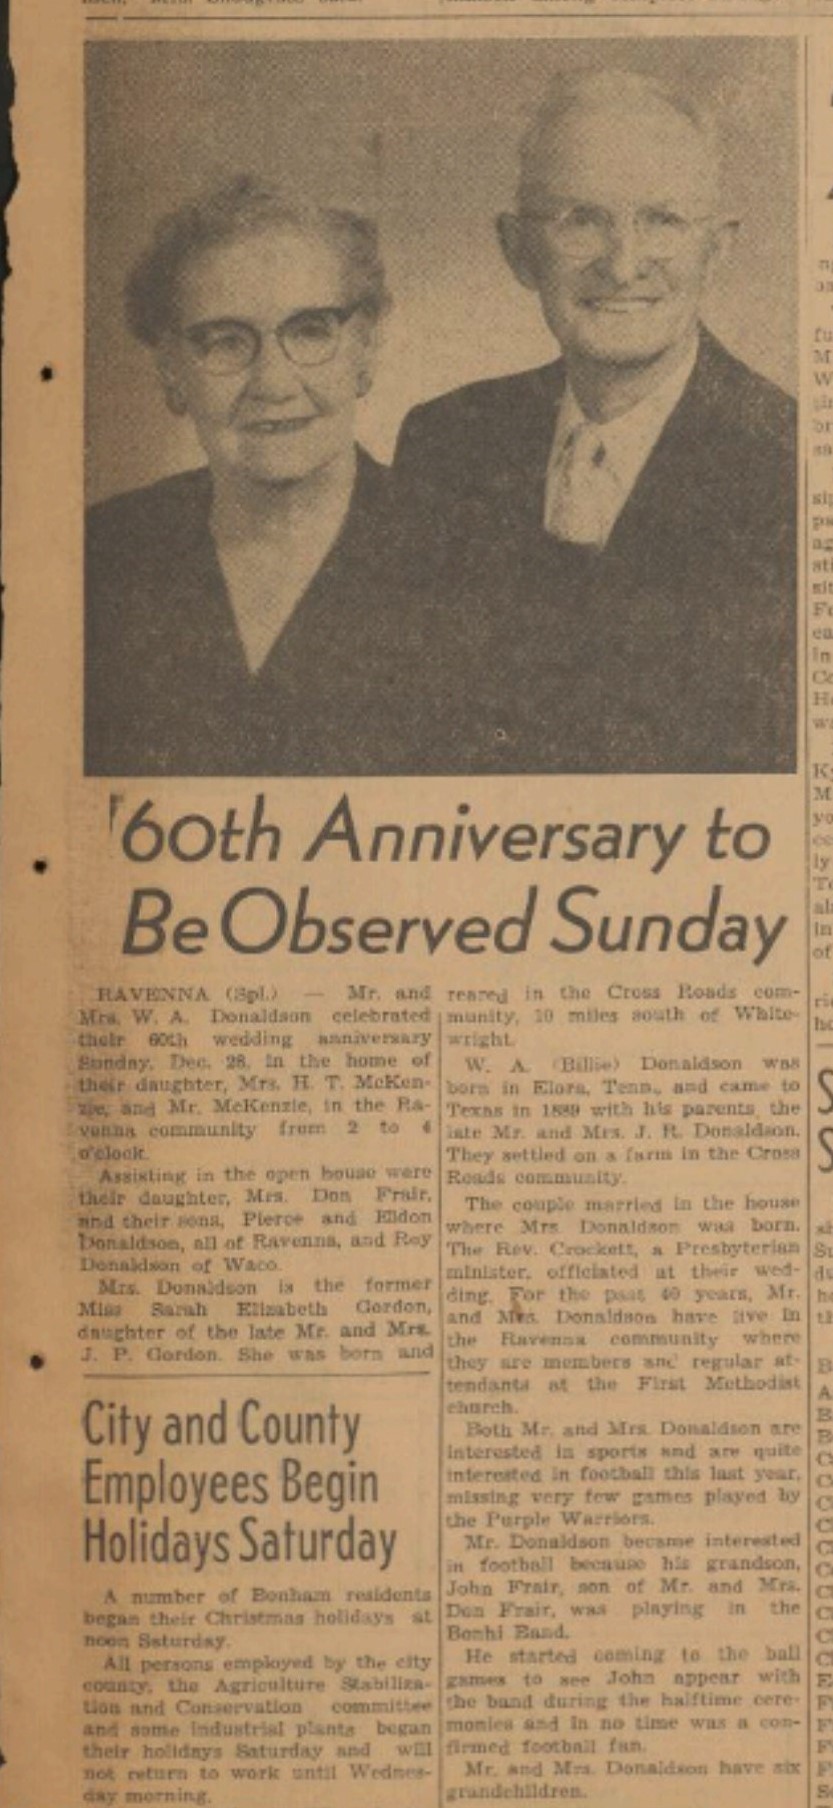 60th Anniversary to
Be Observed Sunday
RAVENNA (Spl.) — Mr. and
Mrs. W. A. Donaldson celebrated
their 60th wedding anniversary
Sunday, Dec. 28, in the home of
their daughter, Mrs. H. T. McKen-
zie, and Mr. McKenzie, in the Ra-
venna community from 2 to 4
o'clock.
Assisting in the open house were
their daughter, Mrs. Don Frair,
and their sons, Pierce and Eldon
Donaldson, all of Ravenna, and Roy
Donaldson of Waco.
Mrs. Donaldson is the former
Miss Sarah Elizabeth Gordon,
daughter of the late Mr. and Mrs.
J. P. Gordon. She was born and
reared in the Cross Roads com-
munity, 10 miles south of White-
wright.
W. A. (Billie) Donaldson was
born in Elora, Tenn., and came to
Texas in 1889 with his parents, the
late Mr. and Mrs. J. R. Donaldson.
They settled on a farm in the Cross
Roads community.
The couple married in the house
where Mrs. Donaldson was born.
The Rev. Crockett, a Presbyterian
minister, officiated at their wed-
ding. For the past 40 years, Mr.
and Mrs. Donaldson have live in
the Ravenna community where
they are members and regular at-
tendants at the First Methodist
church.
Both Mr. and Mrs. Donaldson are
interested in sports and are quite
interested in football this last year,
missing very few games played by
the Purple Warriors.
Mr. Donaldson became interested
in football because his grandson,
John Frair, son of Mr. and Mrs.
Don Frair, was playing in the
Bonhi Band.
He started coming to the ball
games to see John appear with
the band during the halftime cere-
monies and in no time was a con-
firmed football fan.
Mr. and Mrs. Donaldson have six
grandchildren.
City and County
Employees Begin
Holidays Saturday
A number of Bonham residents
began their Christmas holidays at
noon Saturday.
All persons employed by the city
county, the Agriculture Stabiliza-
tion and Conservation committee
and some industrial plants began
their holidays Saturday and will
not return to work until Wednes-
day morning.